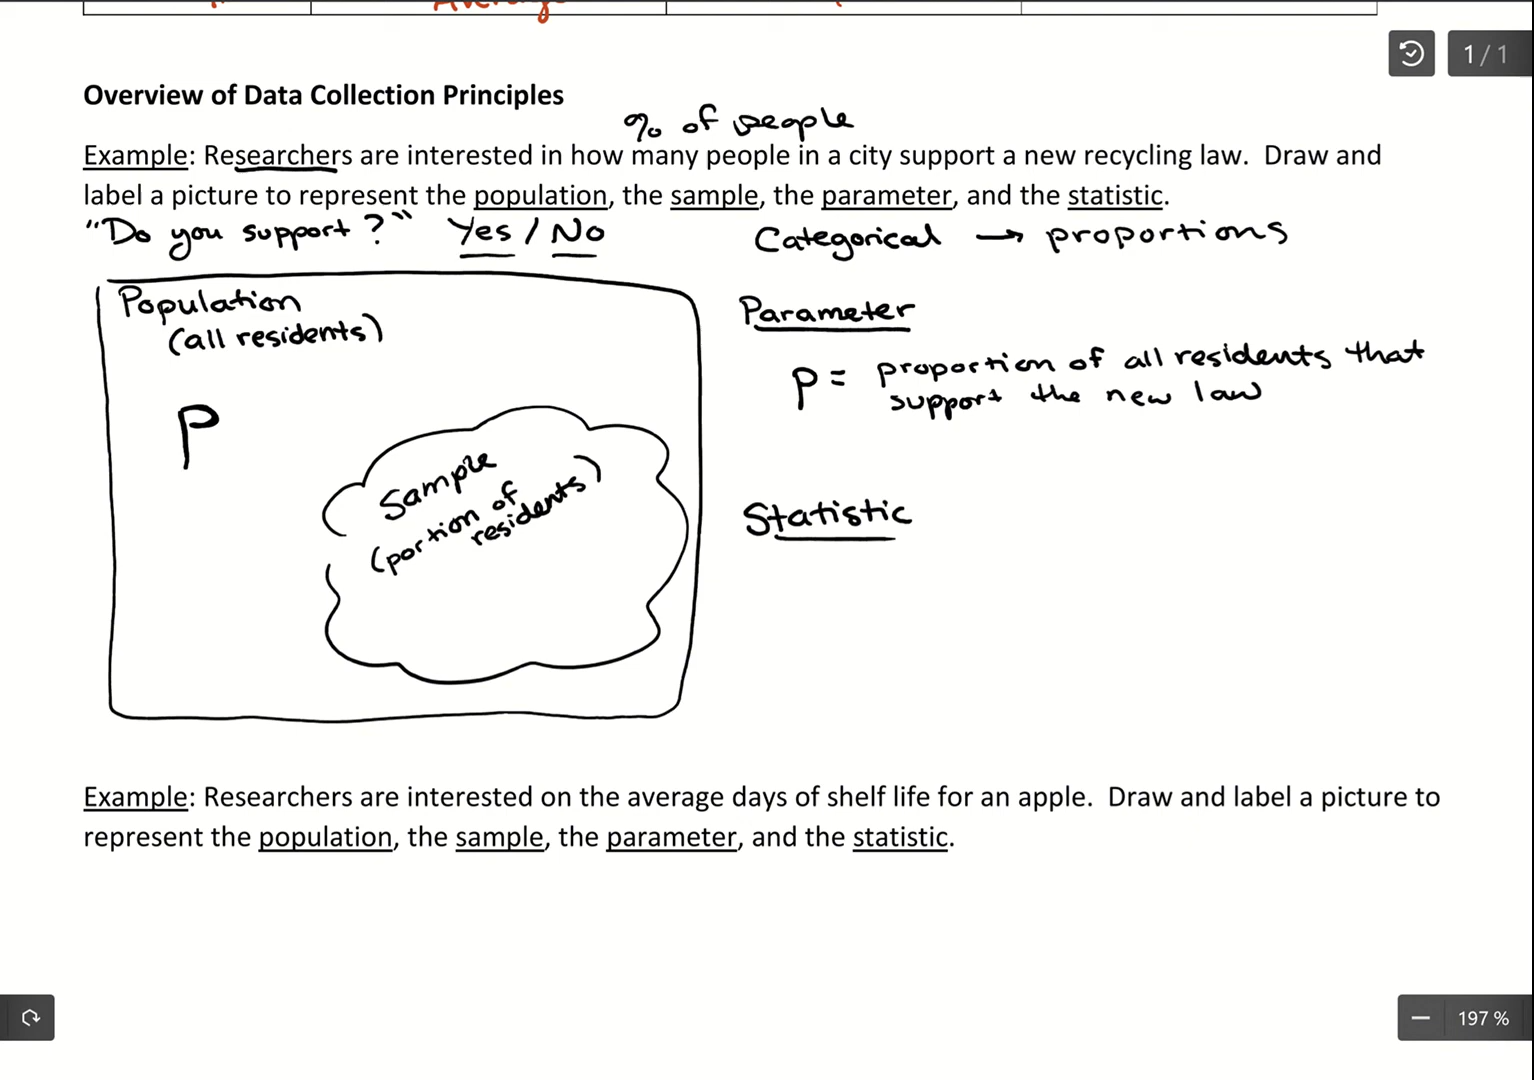 1 / 1
Overview of Data Collection Principles
% of people
Example: Researchers are interested in how many people in a city support a new recycling law. Draw and
label a picture to represent the population, the sample, the parameter, and the statistic.
"Do you support?" Yes / No
Categorical → proportions
Population
(all residents)
P
Sample
(portion of
residents)
Parameter
P = proportion of all residents that
support the new law
Statistic
Example: Researchers are interested on the average days of shelf life for an apple. Draw and label a picture to
represent the population, the sample, the parameter, and the statistic.
197 %